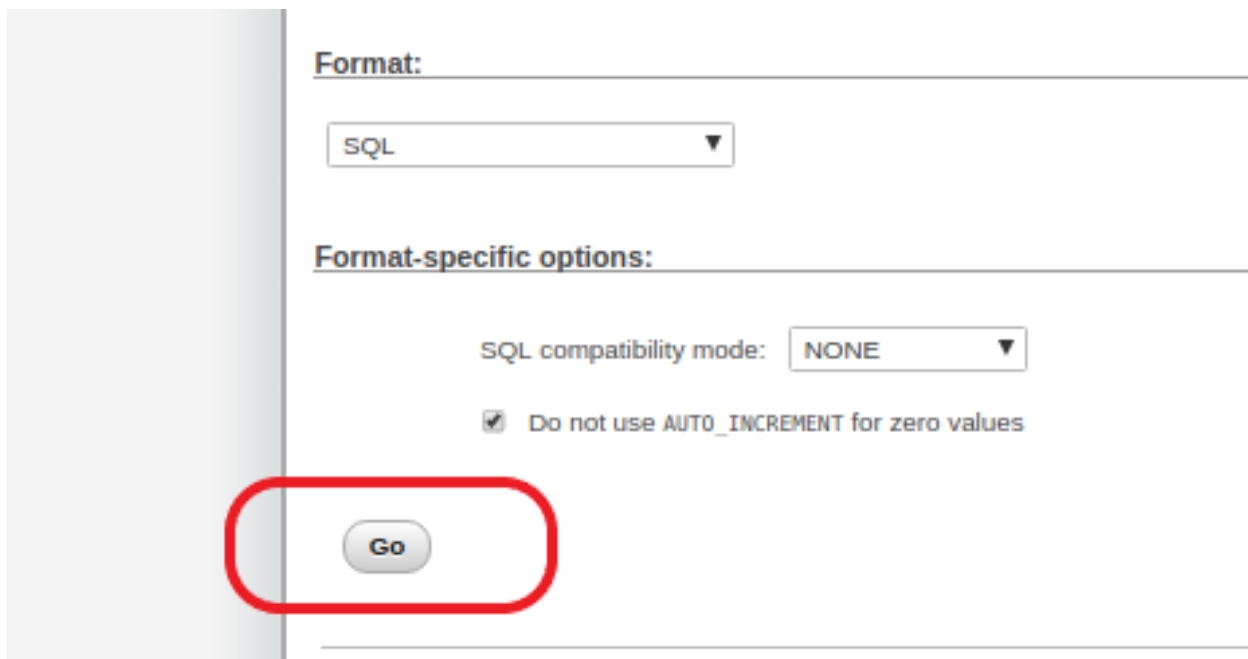 Format:
SQL
Format-specific options:
SQL compatibility mode: NONE
Do not use AUTO_INCREMENT for zero values
Go